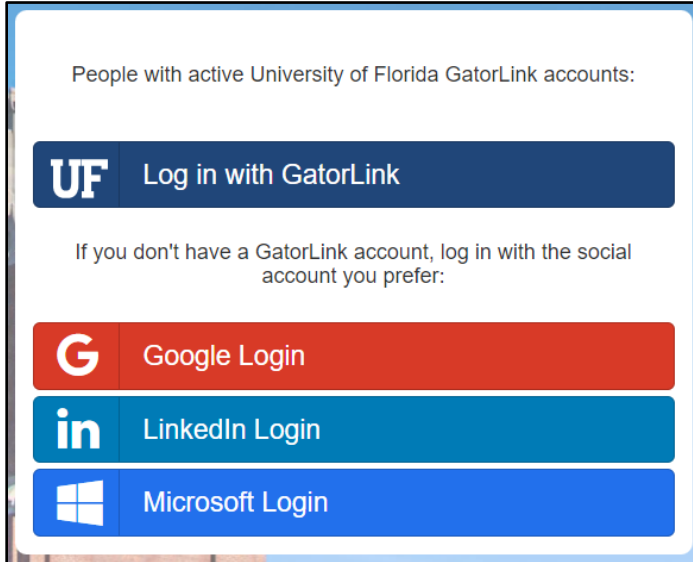 People with active University of Florida GatorLink accounts:
UF Log in with GatorLink
If you don't have a GatorLink account, log in with the social
account you prefer:
G Google Login
in LinkedIn Login
Microsoft Login